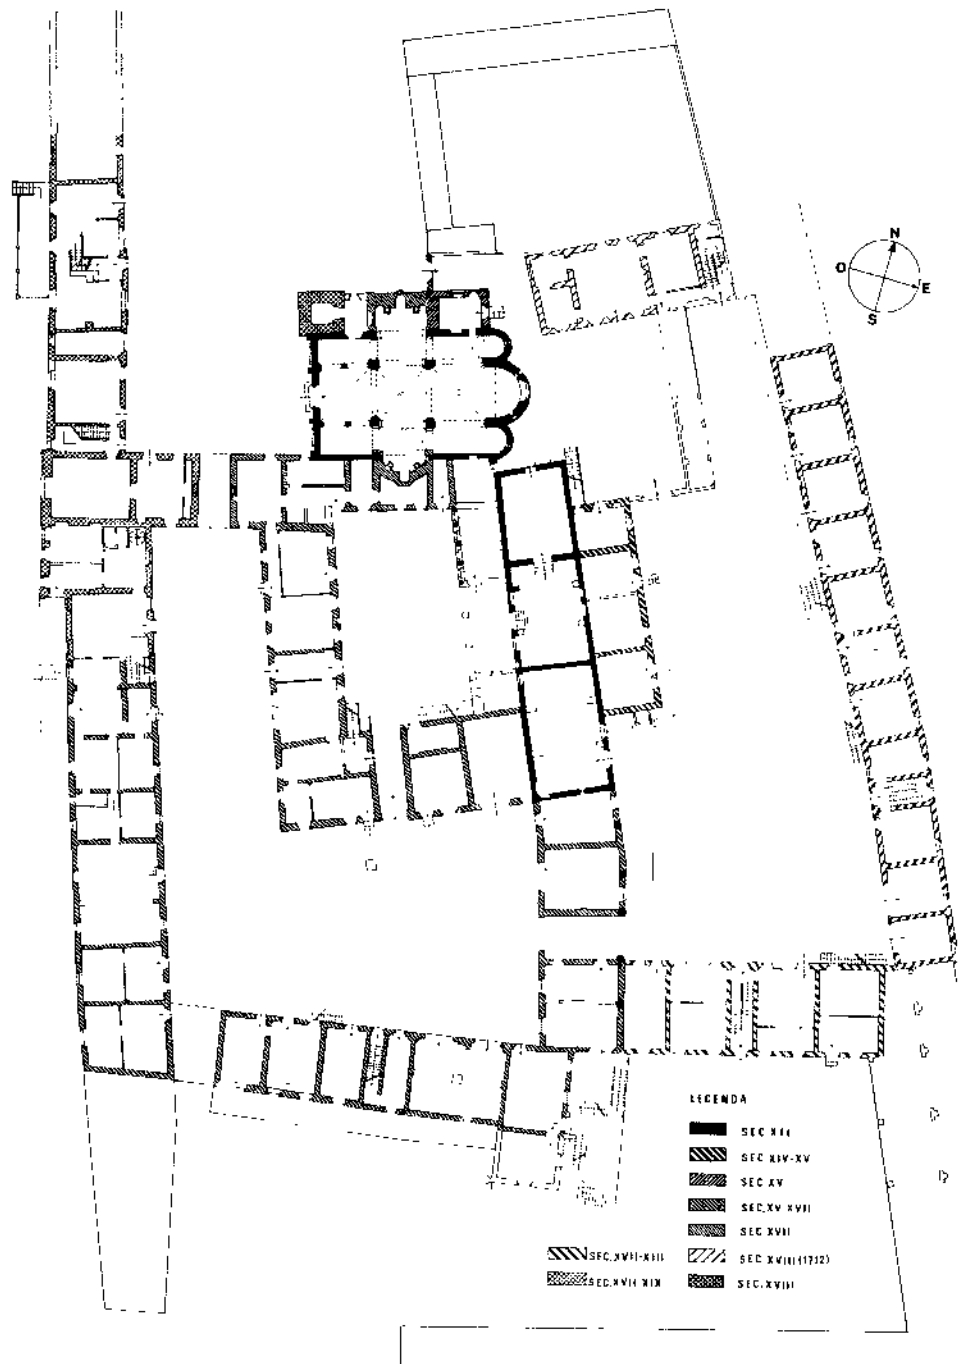 N
O
E
S
LEGENDA
SEC XII
SEC XIV-XV
SEC XV
SEC. XV XVII
SEC XVII
SEC. XVII-XIII
SEC XVIII (1712)
SEC. XVII XIX
SEC. XVIII